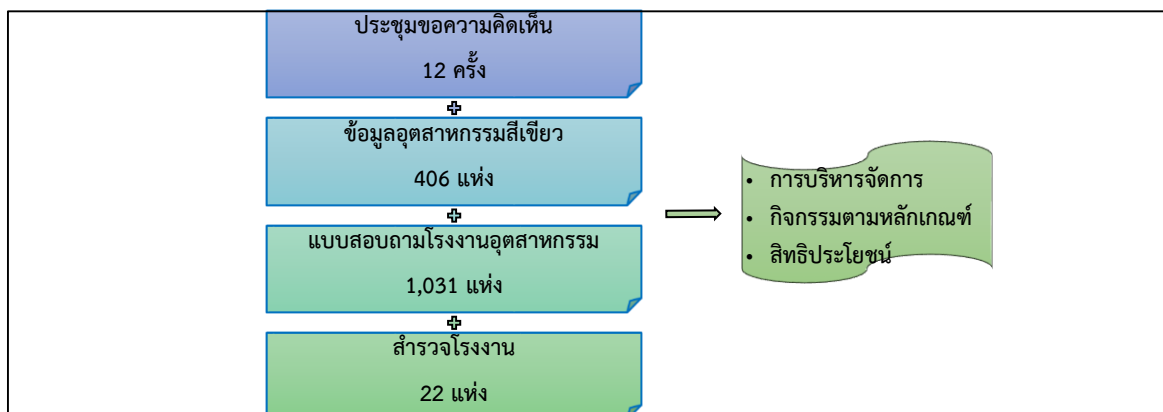 ประชุมขอความคิดเห็น
12 ครั้ง
ข้อมูลอุตสาหกรรมสีเขียว
406 แห่ง
แบบสอบถามโรงงานอุตสาหกรรม
1,031 แห่ง
สำรวจโรงงาน
22 แห่ง
• การบริหารจัดการ
• กิจกรรมตามหลักเกณฑ์
• สิทธิประโยชน์